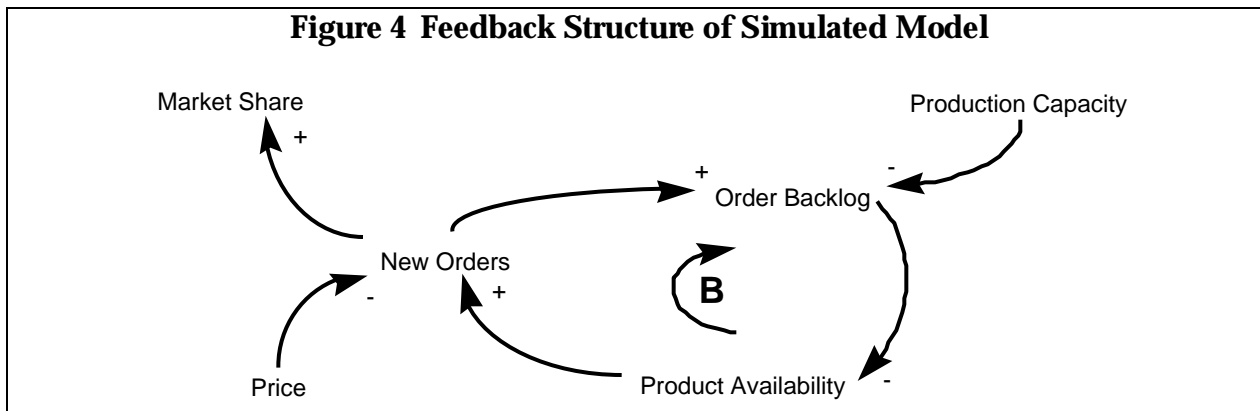 Figure 4 Feedback Structure of Simulated Model
Market Share
Production Capacity
+
+
-
Order Backlog
New Orders
-
+
B
Price
Product Availability
-